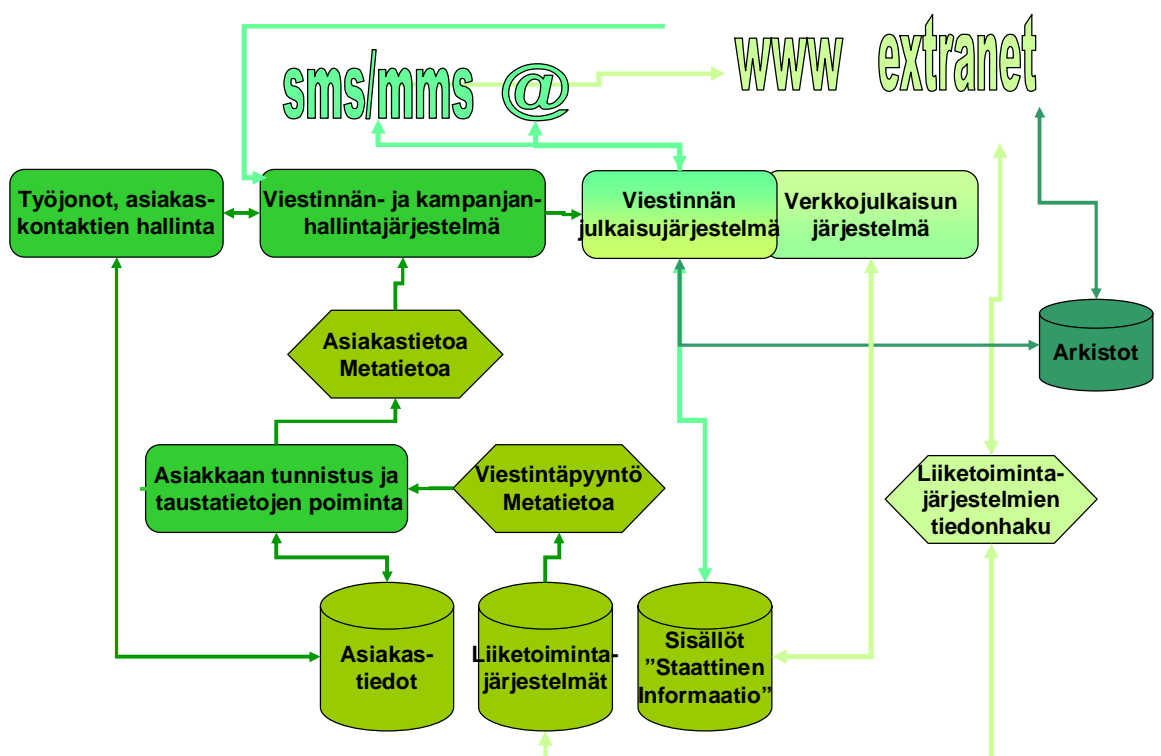 www extranet
sms/mms @
Työjonot, asiakas-
kontaktien hallinta
Viestinnän- ja kampanjan-
hallintajärjestelmä
Viestinnän
julkaisujärjestelmä
Verkkojulkaisun
järjestelmä
Asiakastietoa
Metatietoa
Arkistot
Asiakkaan tunnistus ja
taustatietojen poiminta
Viestintäpyyntö
Metatietoa
Liiketoiminta-
järjestelmien
tiedonhaku
Asiakas-
tiedot
Liiketoiminta-
järjestelmät
Sisällöt
”Staattinen
Informaatio”